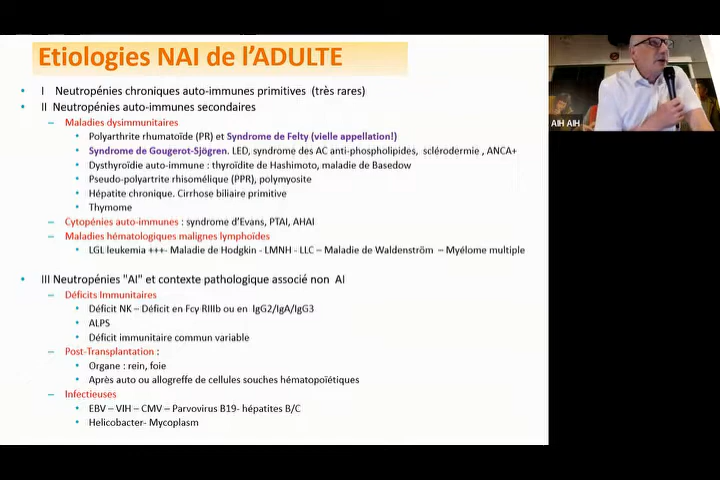 Etiologies NAI de l'ADULTE
• I Neutropénies chroniques auto-immunes primitives (très rares)
• II Neutropénies auto-immunes secondaires
– Maladies dysimmunitaires
• Polyarthrite rhumatoïde (PR) et Syndrome de Felty (vielle appellation!)
• Syndrome de Gougerot-Sjögren. LED, syndrome des AC anti-phospholipides, sclérodermie , ANCA+
• Dysthyroïdie auto-immune : thyroïdite de Hashimoto, maladie de Basedow
• Pseudo-polyartrite rhisomélique (PPR), polymyosite
• Hépatite chronique. Cirrhose biliaire primitive
• Thymome
– Cytopénies auto-immunes : syndrome d'Evans, PTAI, AHAI
– Maladies hématologiques malignes lymphoïdes
• LGL leukemia +++- Maladie de Hodgkin - LMNH - LLC – Maladie de Waldenström – Myélome multiple
• III Neutropénies "AI" et contexte pathologique associé non AI
– Déficits Immunitaires
• Déficit NK – Déficit en Fcγ RIIIb ou en IgG2/IgA/IgG3
• ALPS
• Déficit immunitaire commun variable
– Post-Transplantation :
• Organe : rein, foie
• Après auto ou allogreffe de cellules souches hématopoïétiques
– Infectieuses
• EBV – VIH – CMV – Parvovirus B19- hépatites B/C
• Helicobacter- Mycoplasm
AIH AIH